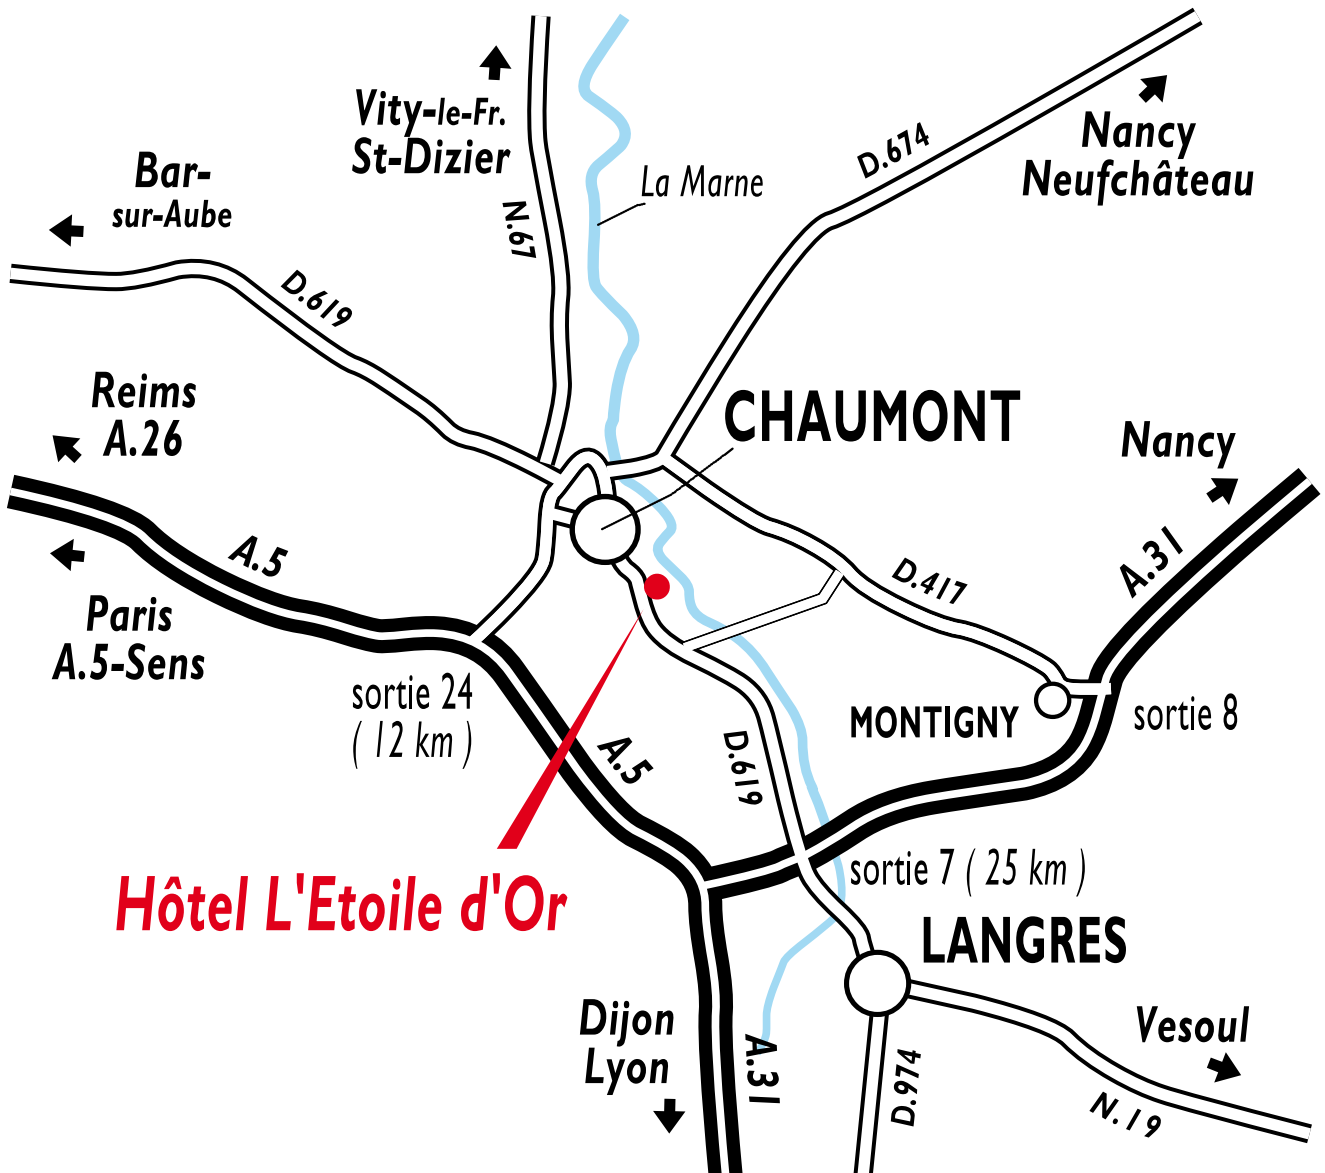 Vity-le-Fr.
St-Dizier
Nancy
Neufchâteau
D.674
Bar-
sur-Aube
La Marne
N.67
D.619
Reims
A.26
CHAUMONT
Nancy
A.5
A.31
D.417
Paris
A.5-Sens
sortie 24
( 12 km )
MONTIGNY
sortie 8
A.5
D.619
sortie 7 ( 25 km )
Hôtel L'Etoile d'Or
LANGRES
Dijon
Lyon
A.31
D.974
Vesoul
N.19